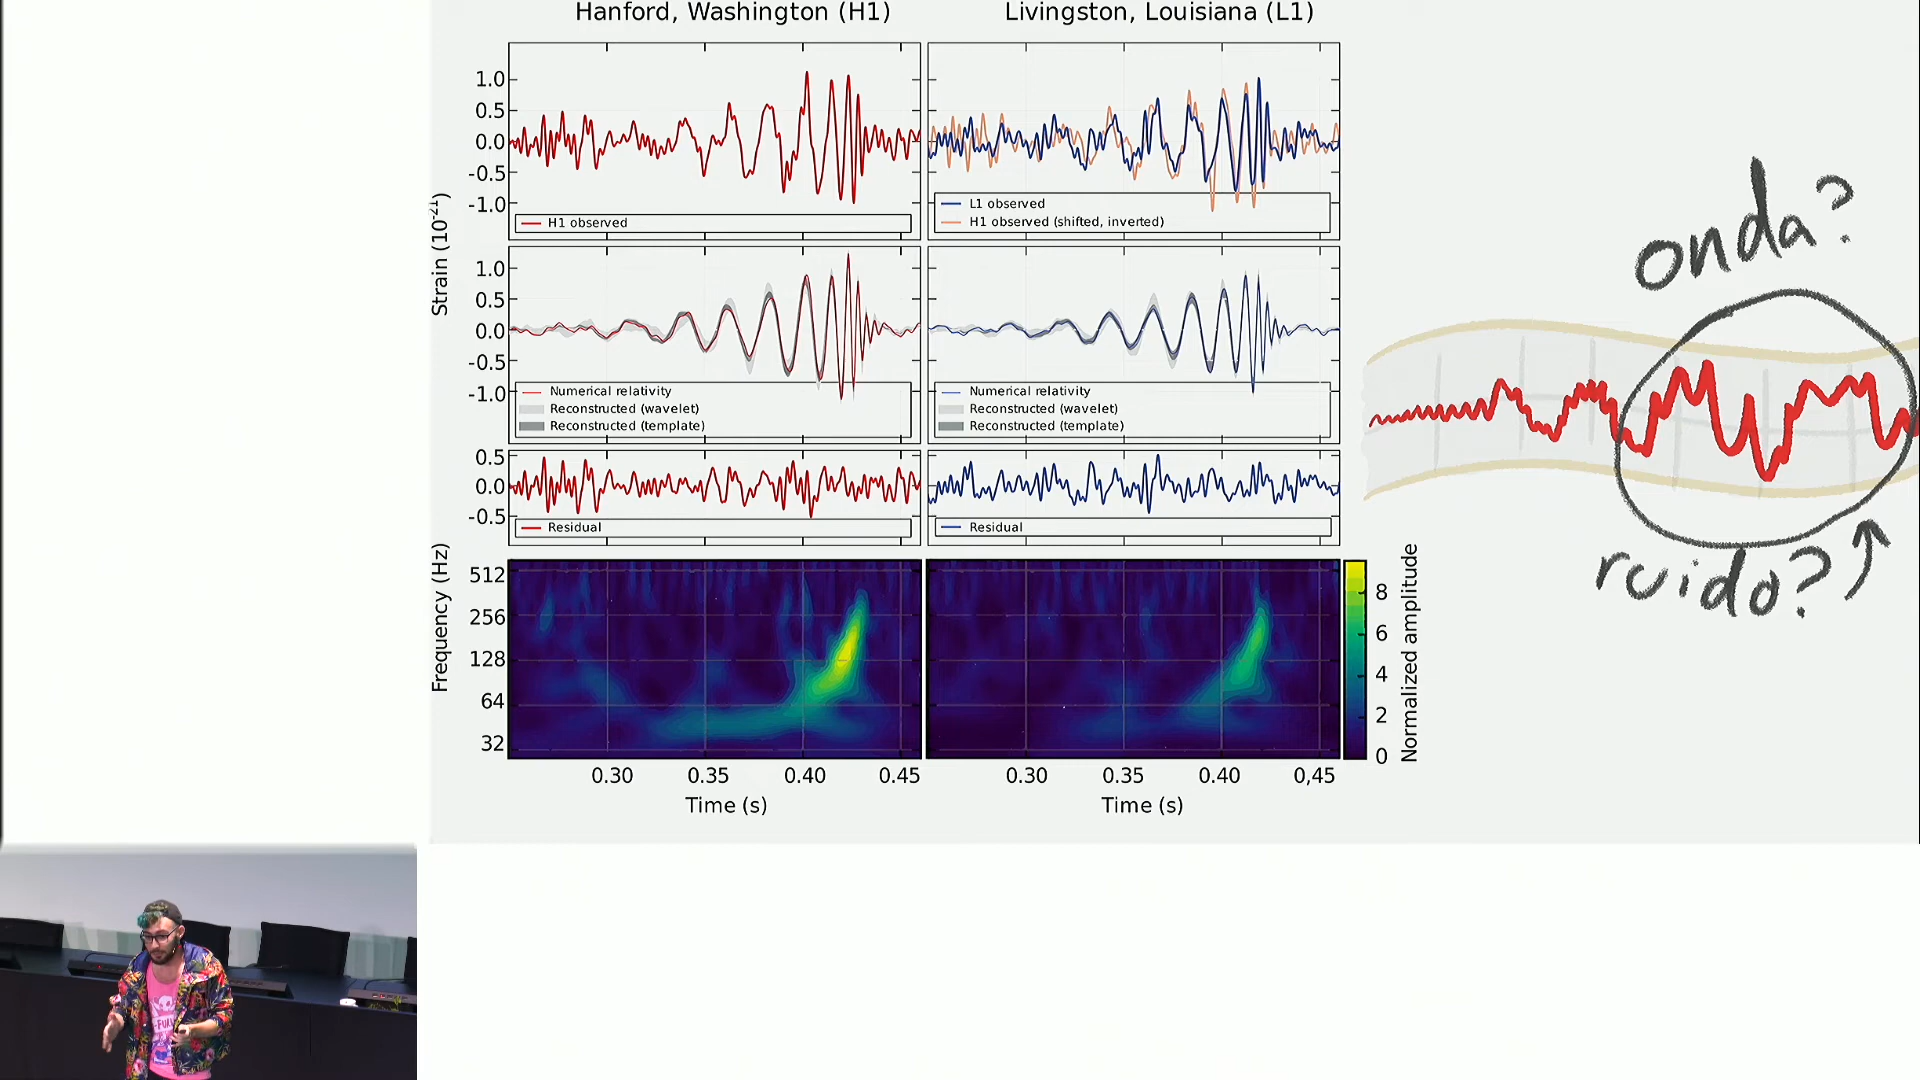 Hanford, Washington (H1)
Livingston, Louisiana (L1)
Strain (10⁻²¹)
1.0
0.5
0.0
-0.5
-1.0
H1 observed
L1 observed
H1 observed (shifted, inverted)
1.0
0.5
0.0
-0.5
-1.0
Numerical relativity
Reconstructed (wavelet)
Reconstructed (template)
Numerical relativity
Reconstructed (wavelet)
Reconstructed (template)
0.5
0.0
-0.5
Residual
Residual
Frequency (Hz)
512
256
128
64
32
0.30 0.35 0.40 0.45
Time (s)
0.30 0.35 0.40 0,45
Time (s)
8
6
4
2
0
Normalized amplitude
onda?
ruido?